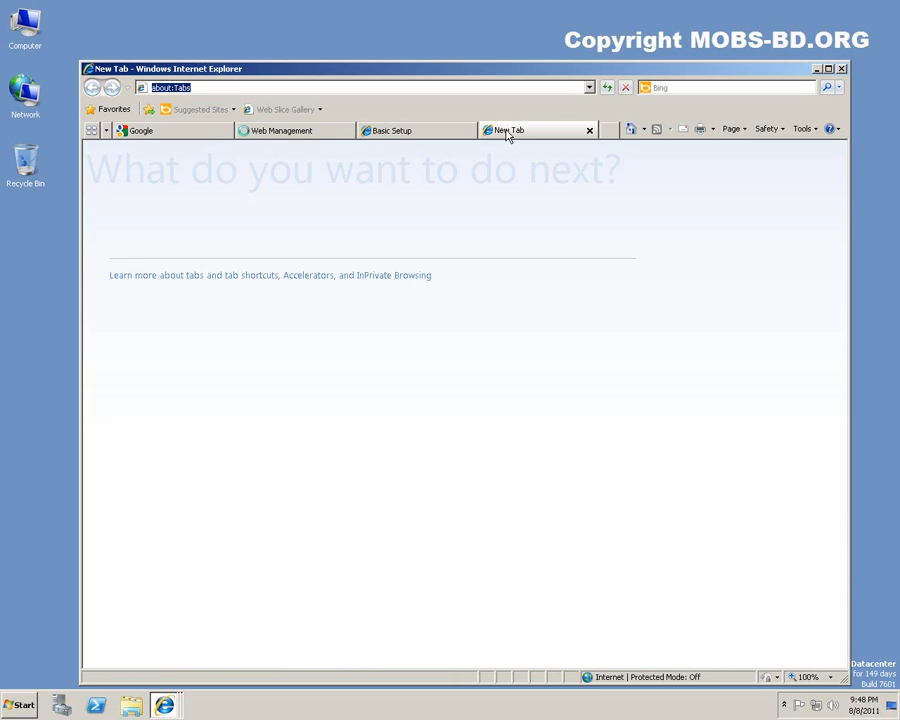 Computer
Copyright MOBS-BD.ORG
New Tab - Windows Internet Explorer
about:Tabs
Bing
Favorites
Suggested Sites
Web Slice Gallery
Network
Google
Web Management
Basic Setup
New Tab
Page
Safety
Tools
What do you want to do next?
Recycle Bin
Learn more about tabs and tab shortcuts, Accelerators, and InPrivate Browsing
Internet | Protected Mode: Off
100%
Datacenter
for 149 days
Build 7601
Start
9:48 PM
8/8/2011